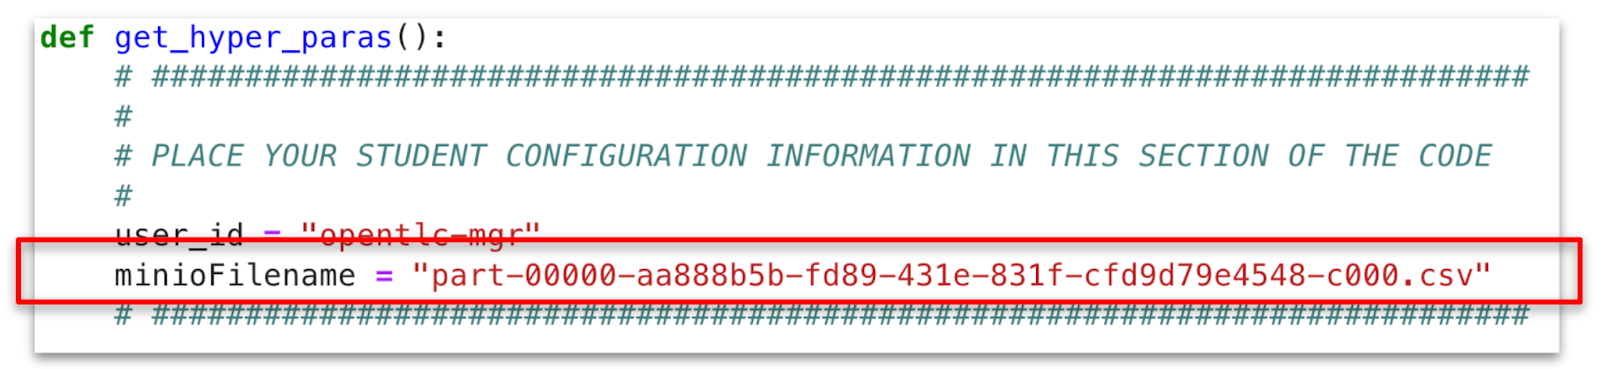 def get_hyper_paras():
    # ##########################################################################
    #
    # PLACE YOUR STUDENT CONFIGURATION INFORMATION IN THIS SECTION OF THE CODE
    #
    user_id = "opentlc-mgr"
    minioFilename = "part-00000-aa888b5b-fd89-431e-831f-cfd9d79e4548-c000.csv"
    # ##########################################################################